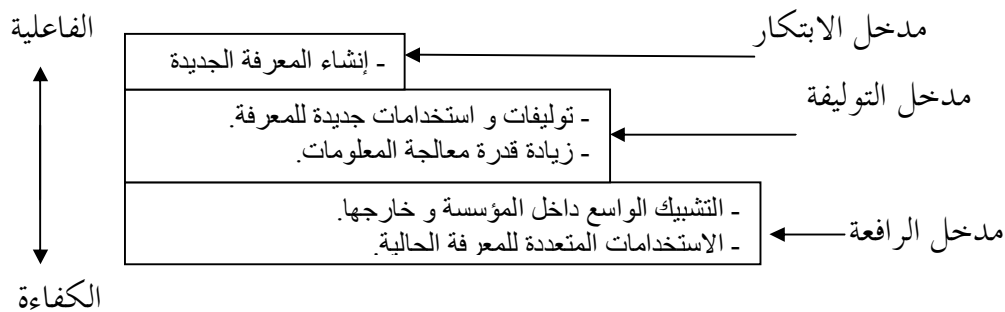 مدخل الابتكار
الفاعلية
- إنشاء المعرفة الجديدة
مدخل التوليفة
- توليفات و استخدامات جديدة للمعرفة.
- زيادة قدرة معالجة المعلومات.
- التشبيك الواسع داخل المؤسسة و خارجها.
- الاستخدامات المتعددة للمعرفة الحالية.
مدخل الرافعة
الكفاءة